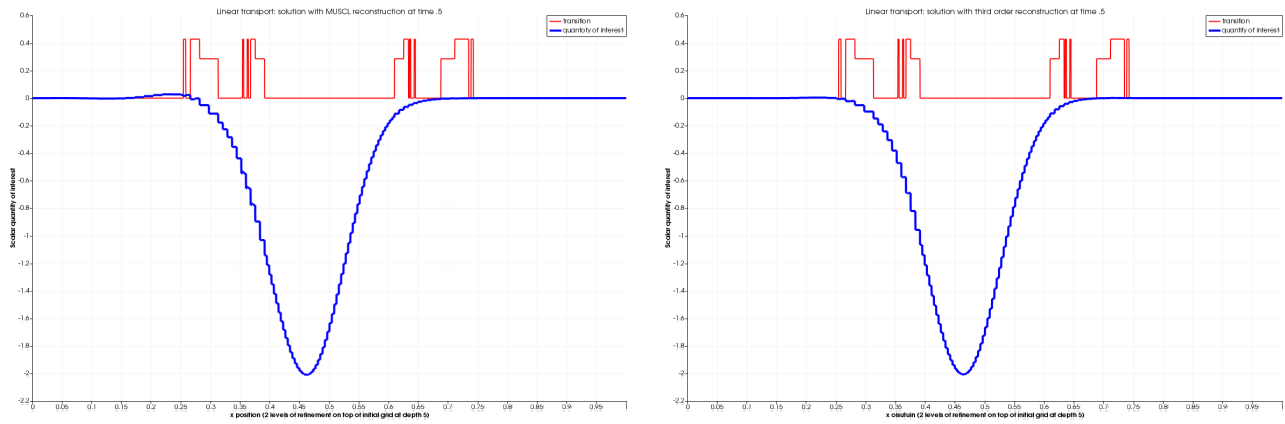 Linear transport: solution with MUSCL reconstruction at time .5
transition
quantofy of interest
0.6
0.4
0.2
0
-0.2
-0.4
-0.6
-0.8
-1
-1.2
-1.4
-1.6
-1.8
-2
-2.2
Scalar quantity of interest
0 0.05 0.1 0.15 0.2 0.25 0.3 0.35 0.4 0.45 0.5 0.55 0.6 0.65 0.7 0.75 0.8 0.85 0.9 0.95 1
x position (2 levels of refinement on top of initial grid at depth 5)
Linear transport: solution with third order reconstruction at time .5
transition
quantity of interest
0.6
0.4
0.2
0
-0.2
-0.4
-0.6
-0.8
-1
-1.2
-1.4
-1.6
-1.8
-2
-2.2
Scalar quantity of interest
0 0.05 0.1 0.15 0.2 0.25 0.3 0.35 0.4 0.45 0.5 0.55 0.6 0.65 0.7 0.75 0.8 0.85 0.9 0.95 1
x oisutuin (2 levels of refinement on top of initial grid at depth 5)